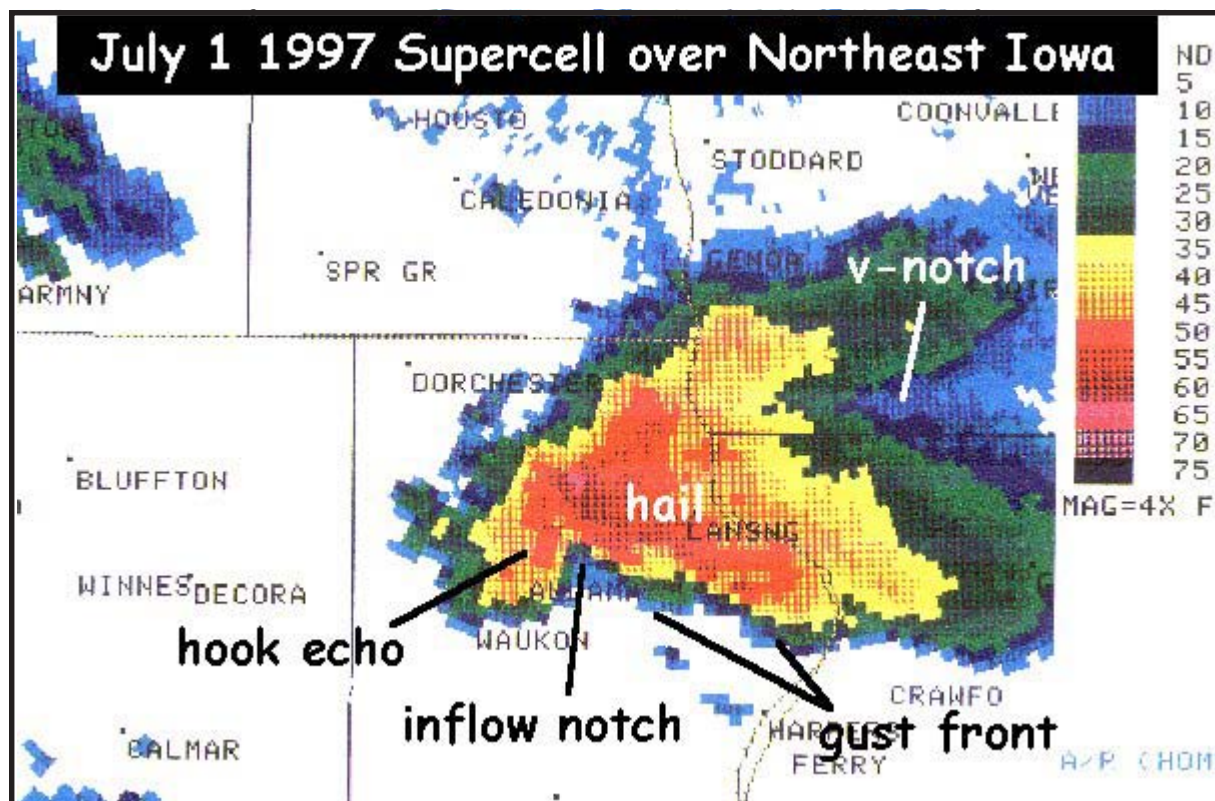 July 1 1997 Supercell over Northeast Iowa
ND
5
10
15
20
25
30
35
40
45
50
55
60
65
70
75
MAG=4X F
HOUSTO
COONVALLE
STODDARD
CALEDONIA
SPR GR
GENOA
v-notch
ARMNY
DORCHESTER
BLUFFTON
hail
LANSNG
WINNES
DECORA
hook echo
WAUKON
inflow notch
CRAWFO
HARPERS
FERRY
gust front
CALMAR
A/R CHOM